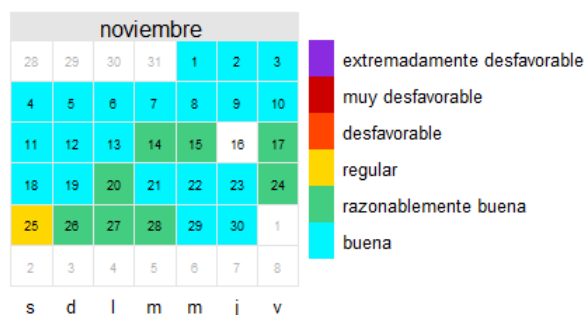 noviembre
28 29 30 31 1 2 3
4 5 6 7 8 9 10
11 12 13 14 15 16 17
18 19 20 21 22 23 24
25 26 27 28 29 30 1
2 3 4 5 6 7 8
s d l m m j v
extremadamente desfavorable
muy desfavorable
desfavorable
regular
razonablemente buena
buena